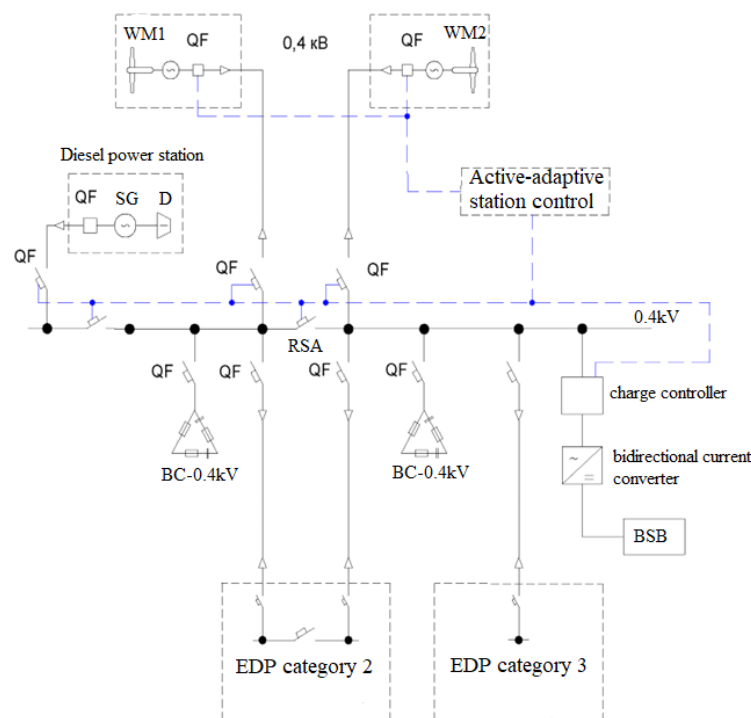 WM1
QF
0,4 кВ
QF
WM2
Diesel power station
QF
SG
D
Active-adaptive
station control
QF
QF
QF
0.4kV
RSA
QF
QF
QF
QF
charge controller
BC-0.4kV
BC-0.4kV
bidirectional current
converter
BSB
EDP category 2
EDP category 3